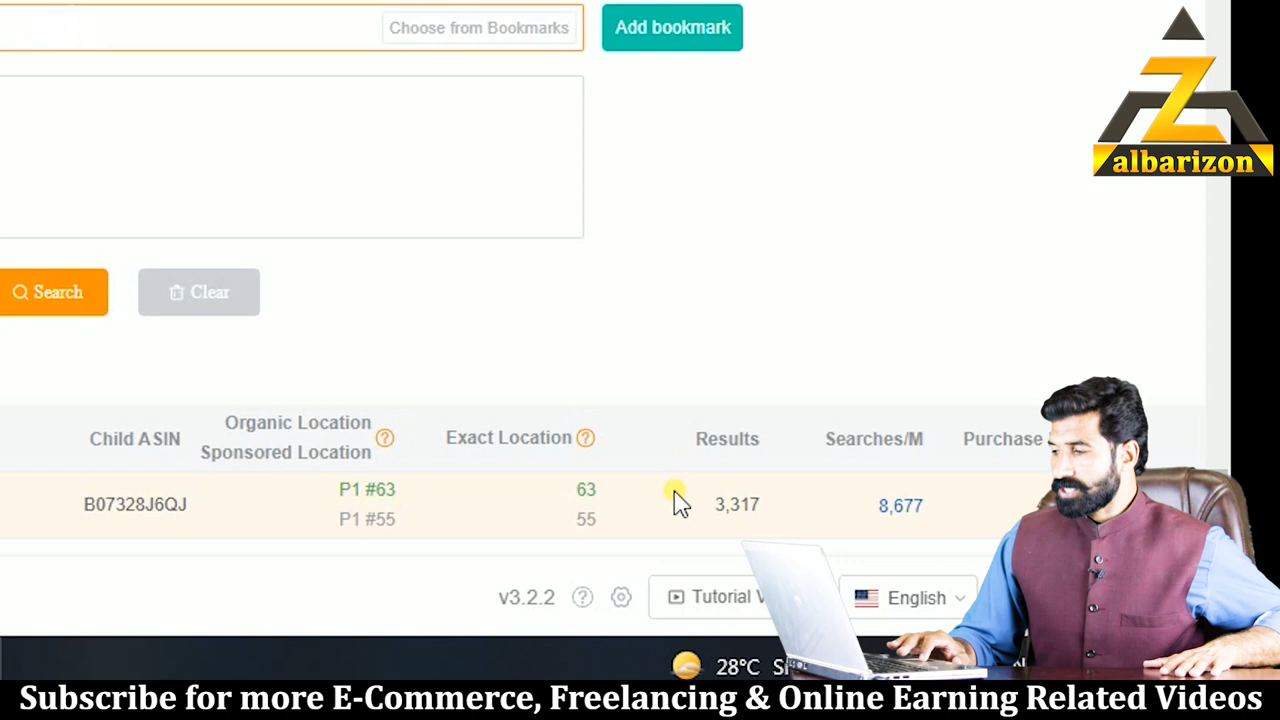 Choose from Bookmarks
Add bookmark
Z
albarizon
Search
Clear
Child ASIN
Organic Location
Sponsored Location
Exact Location
Results
Searches/M
Purchase
B07328J6QJ
P1 #63
P1 #55
63
55
3,317
8,677
v3.2.2
Tutorial
English
28°C
Subscribe for more E-Commerce, Freelancing & Online Earning Related Videos